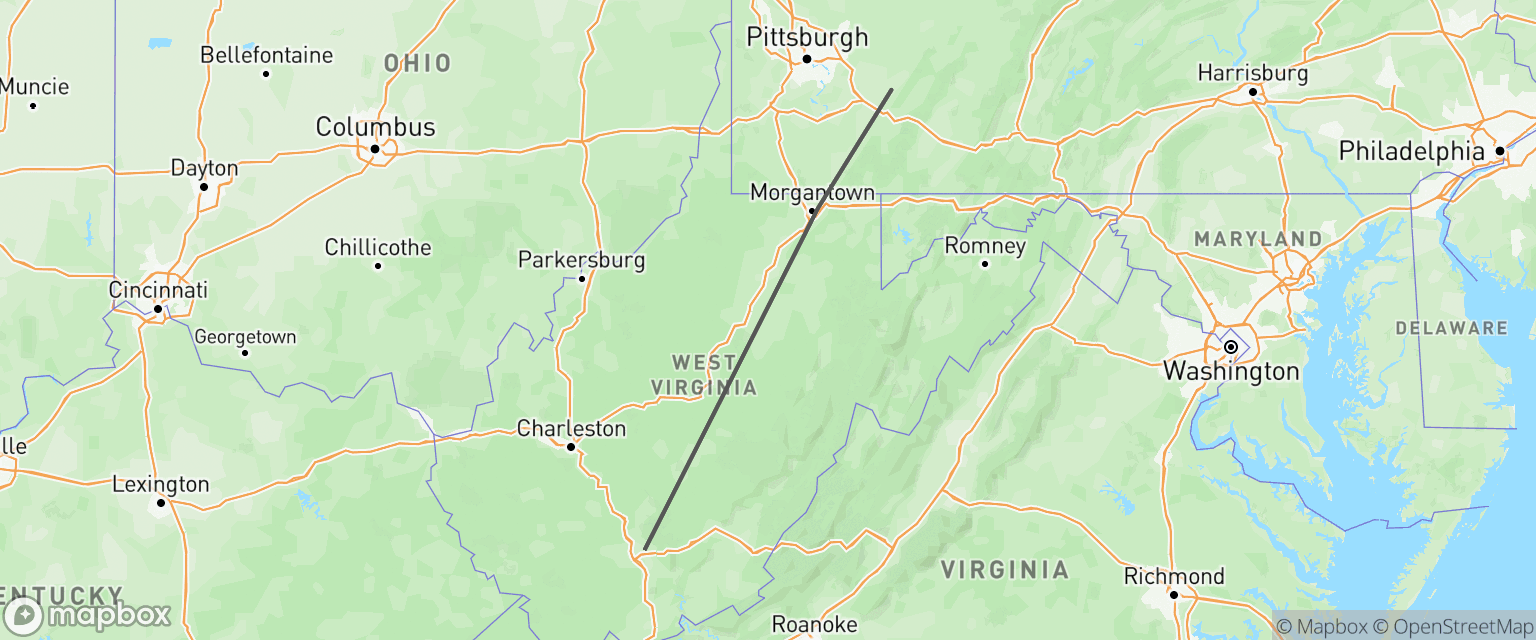 Pittsburgh
Bellefontaine
OHIO
Harrisburg
Muncie
Columbus
Philadelphia
Dayton
Morgantown
MARYLAND
Chillicothe
Romney
Parkersburg
Cincinnati
Georgetown
DELAWARE
WEST
VIRGINIA
Washington
Charleston
lle
Lexington
VIRGINIA
Richmond
ENTUCKY
mapbox
Roanoke
© Mapbox © OpenStreetMap